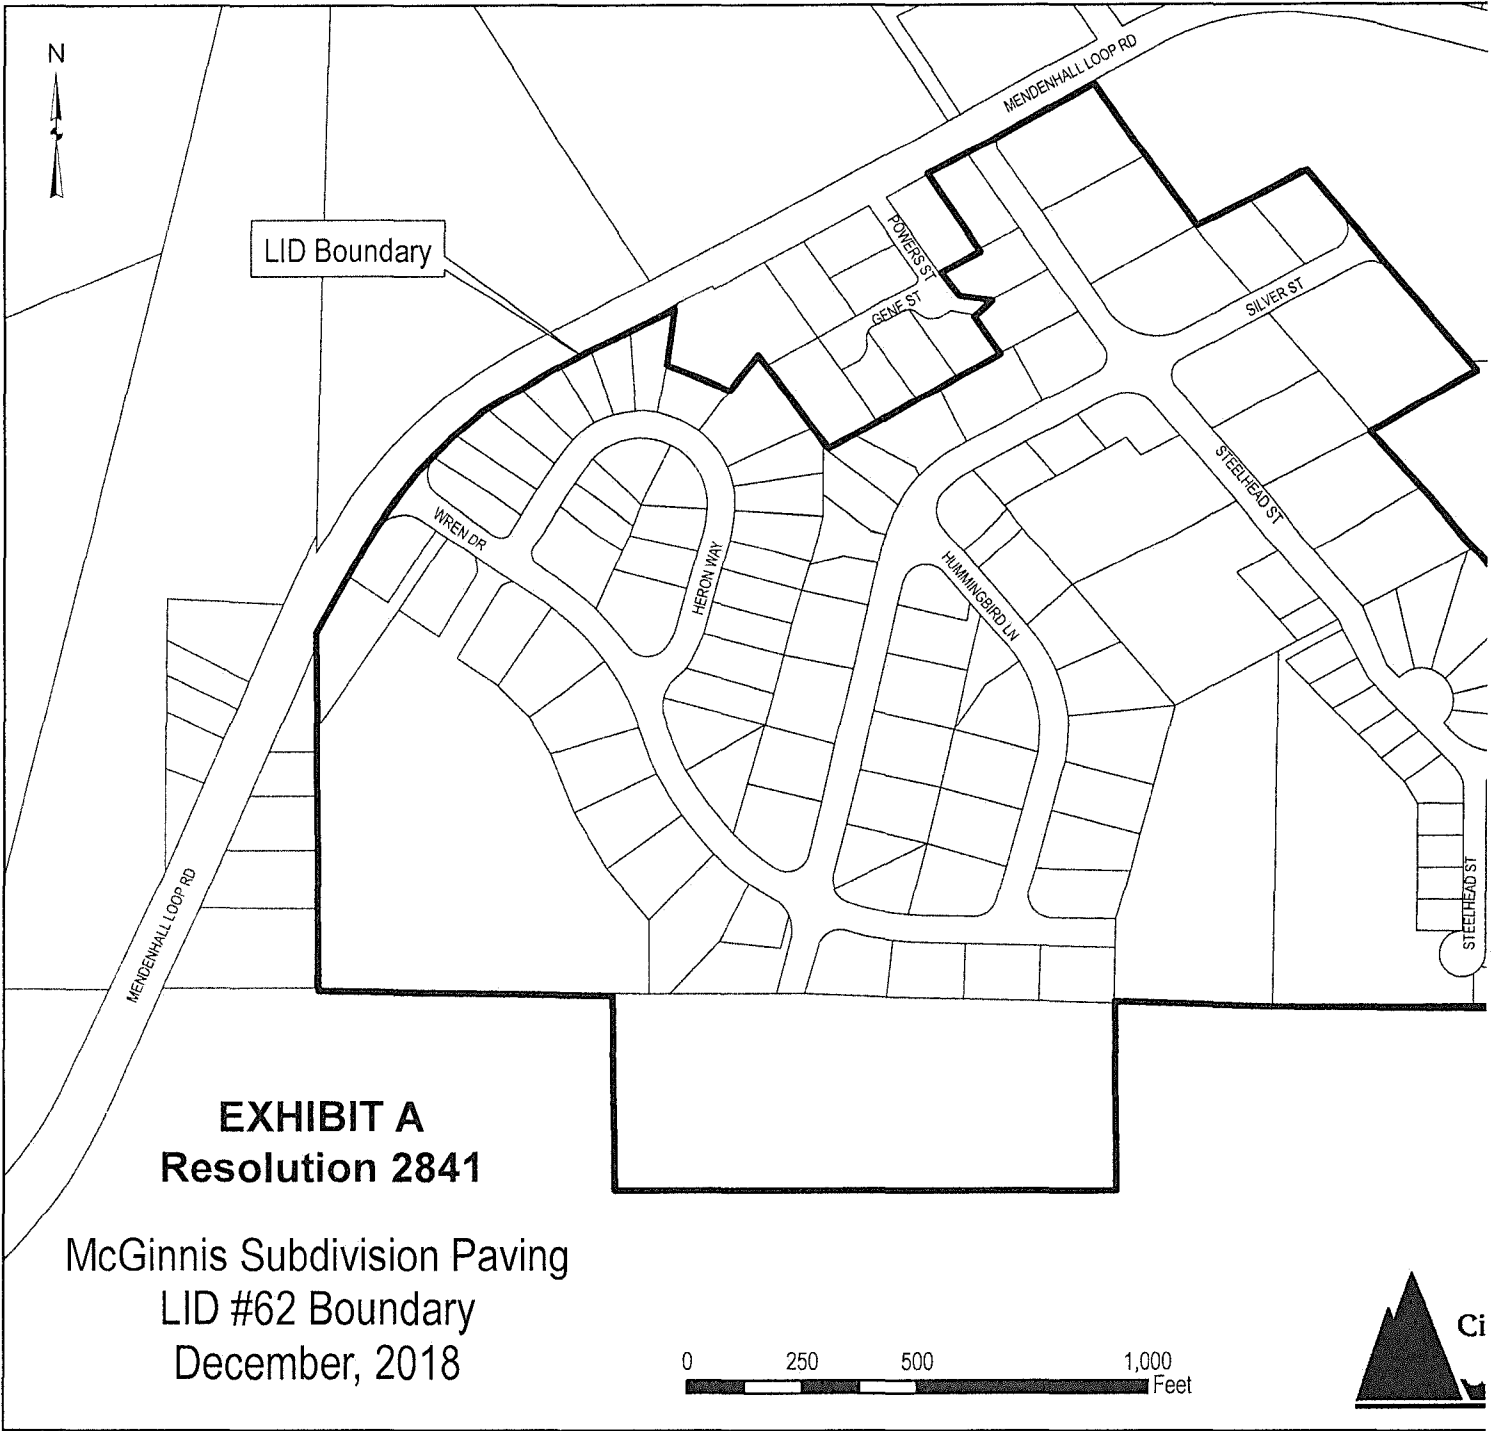 N
MENDENHALL LOOP RD
LID Boundary
POWERS ST
GENE ST
SILVER ST
STEELHEAD ST
WREN DR
HERON WAY
HUMMINGBIRD LN
MENDENHALL LOOP RD
STEELHEAD ST
EXHIBIT A
Resolution 2841
McGinnis Subdivision Paving
LID #62 Boundary
December, 2018
0 250 500 1,000
Feet
Ci